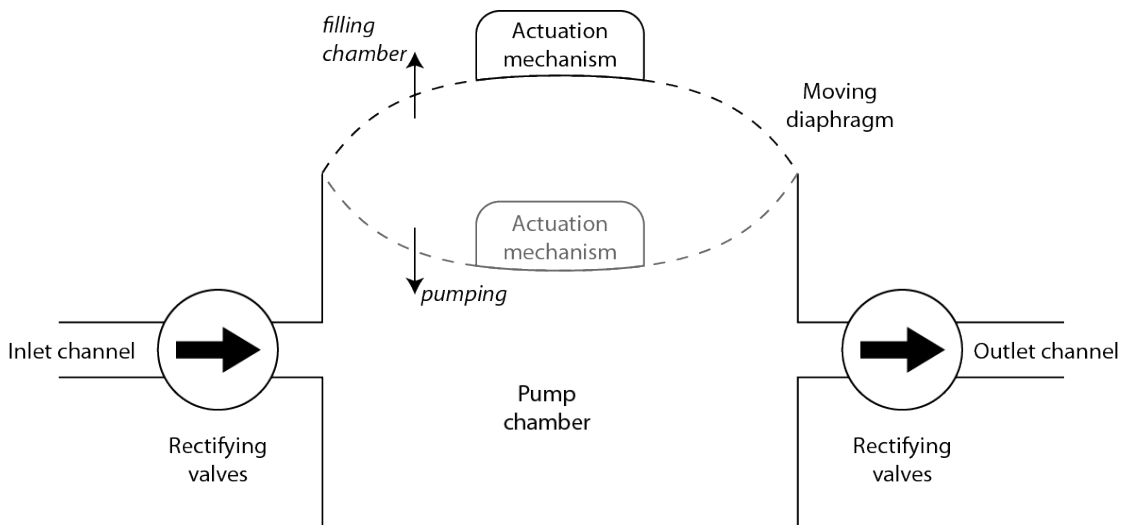 filling
chamber
Actuation
mechanism
Moving
diaphragm
Actuation
mechanism
pumping
Inlet channel
Outlet channel
Pump
chamber
Rectifying
valves
Rectifying
valves